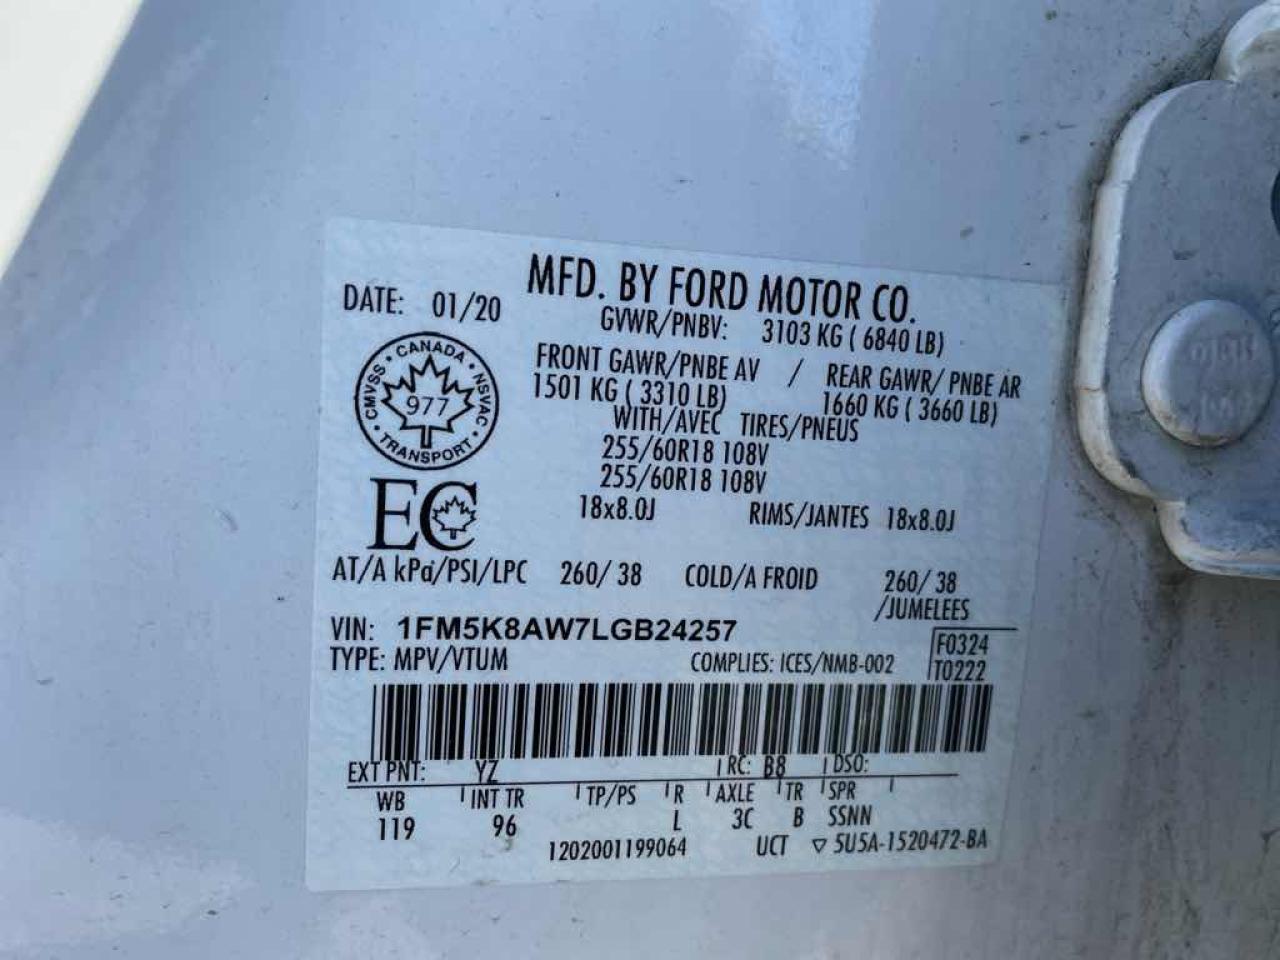 MFD. BY FORD MOTOR CO.
DATE: 01/20
GVWR/PNBV: 3103 KG ( 6840 LB)
FRONT GAWR/PNBE AV / REAR GAWR/ PNBE AR
1501 KG ( 3310 LB) 1660 KG ( 3660 LB)
WITH/AVEC TIRES/PNEUS
255/60R18 108V
255/60R18 108V
18x8.0J RIMS/JANTES 18x8.0J
CANADA • NSVAC • TRANSPORT • CMVSS •
977
EC
AT/A kPa/PSI/LPC 260/ 38 COLD/A FROID 260/ 38
/JUMELEES
VIN: 1FM5K8AW7LGB24257
F0324
TYPE: MPV/VTUM COMPLIES: ICES/NMB-002
T0222
EXT PNT: YZ RC: B8 DSO:
WB INT TR TP/PS R AXLE TR SPR
119 96 L 3C B SSNN
1202001199064 UCT ▽ 5U5A-1520472-BA